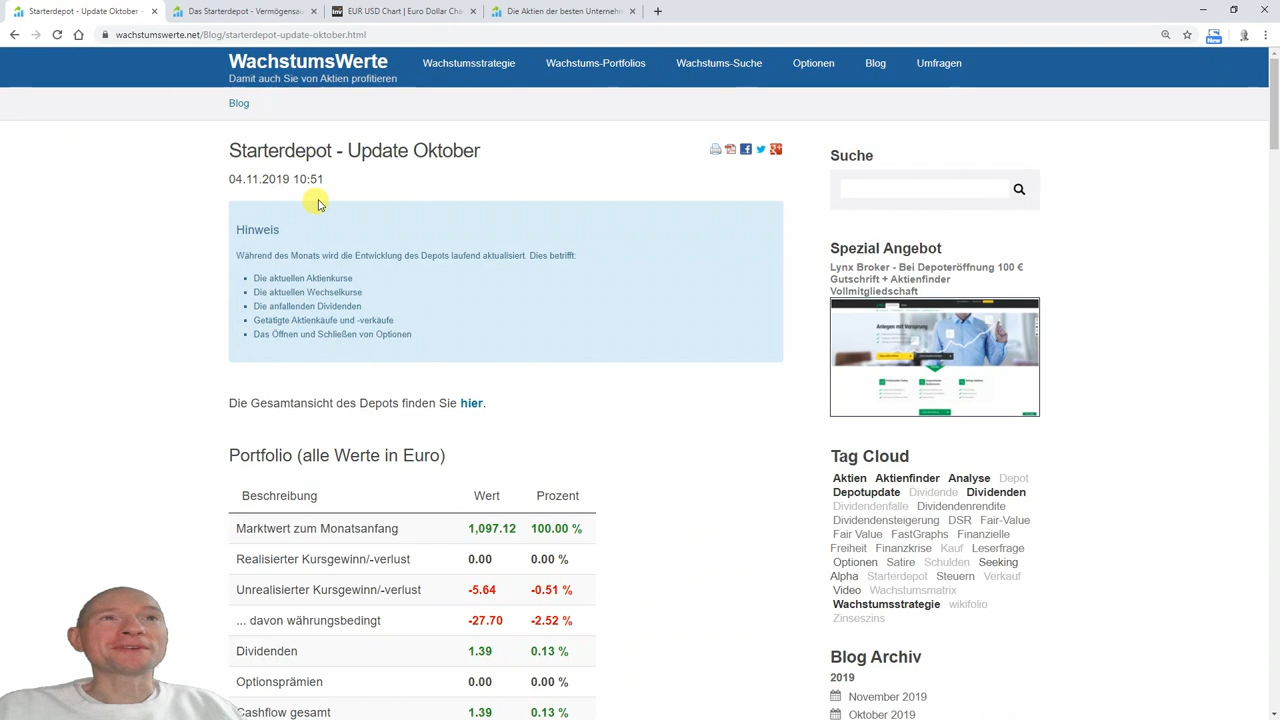 Starterdepot - Update Oktober
Das Starterdepot - Vermögensau
EUR USD Chart | Euro Dollar Cha
Die Aktien der besten Unternehm
wachstumswerte.net/Blog/starterdepot-update-oktober.html
New
WachstumsWerte
Damit auch Sie von Aktien profitieren
Wachstumsstrategie
Wachstums-Portfolios
Wachstums-Suche
Optionen
Blog
Umfragen
Blog
Starterdepot - Update Oktober
04.11.2019 10:51
Hinweis
Während des Monats wird die Entwicklung des Depots laufend aktualisiert. Dies betrifft:
Die aktuellen Aktienkurse
Die aktuellen Wechselkurse
Die anfallenden Dividenden
Getätigte Aktienkäufe und -verkäufe
Das Öffnen und Schließen von Optionen
Die Gesamtansicht des Depots finden Sie hier.
Portfolio (alle Werte in Euro)
Beschreibung Wert Prozent
Marktwert zum Monatsanfang 1,097.12 100.00 %
Realisierter Kursgewinn/-verlust 0.00 0.00 %
Unrealisierter Kursgewinn/-verlust -5.64 -0.51 %
... davon währungsbedingt -27.70 -2.52 %
Dividenden 1.39 0.13 %
Optionsprämien 0.00 0.00 %
Cashflow gesamt 1.39 0.13 %
Suche
Spezial Angebot
Lynx Broker - Bei Depoteröffnung 100 €
Gutschrift + Aktienfinder
Vollmitgliedschaft
Anlegen mit Vorsprung
Tag Cloud
Aktien Aktienfinder Analyse Depot
Depotupdate Dividende Dividenden
Dividendenfalle Dividendenrendite
Dividendensteigerung DSR Fair-Value
Fair Value FastGraphs Finanzielle
Freiheit Finanzkrise Kauf Leserfrage
Optionen Satire Schulden Seeking
Alpha Starterdepot Steuern Verkauf
Video Wachstumsmatrix
Wachstumsstrategie wikifolio
Zinseszins
Blog Archiv
2019
November 2019
Oktober 2019